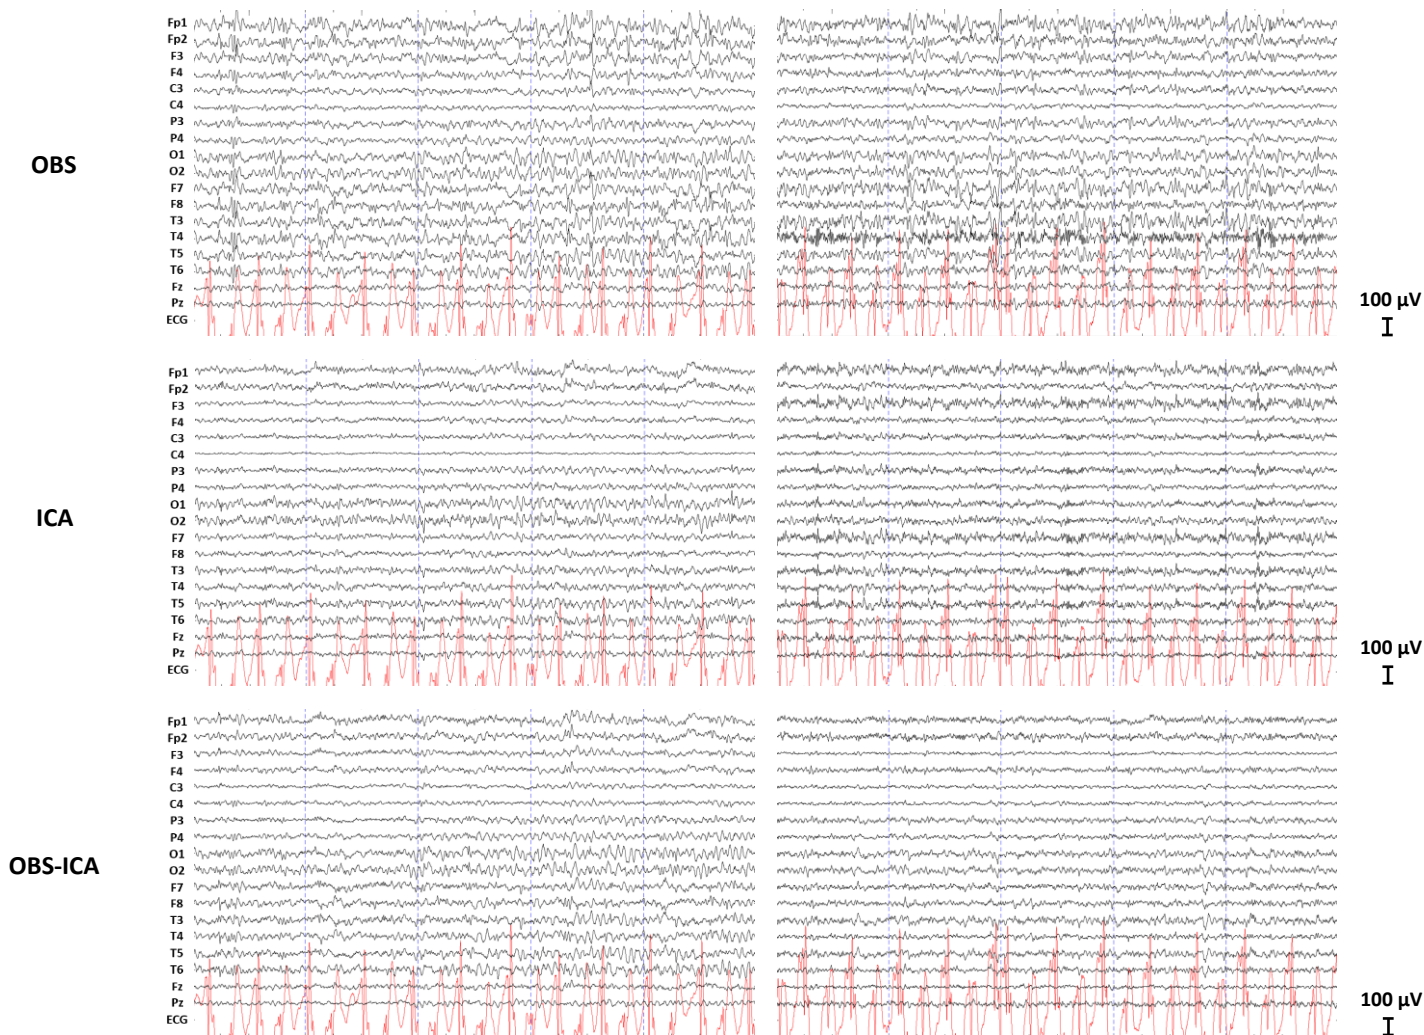 OBS
Fp1
Fp2
F3
F4
C3
C4
P3
P4
O1
O2
F7
F8
T3
T4
T5
T6
Fz
Pz
ECG
100 µV
ICA
Fp1
Fp2
F3
F4
C3
C4
P3
P4
O1
O2
F7
F8
T3
T4
T5
T6
Fz
Pz
ECG
100 µV
OBS-ICA
Fp1
Fp2
F3
F4
C3
C4
P3
P4
O1
O2
F7
F8
T3
T4
T5
T6
Fz
Pz
ECG
100 µV